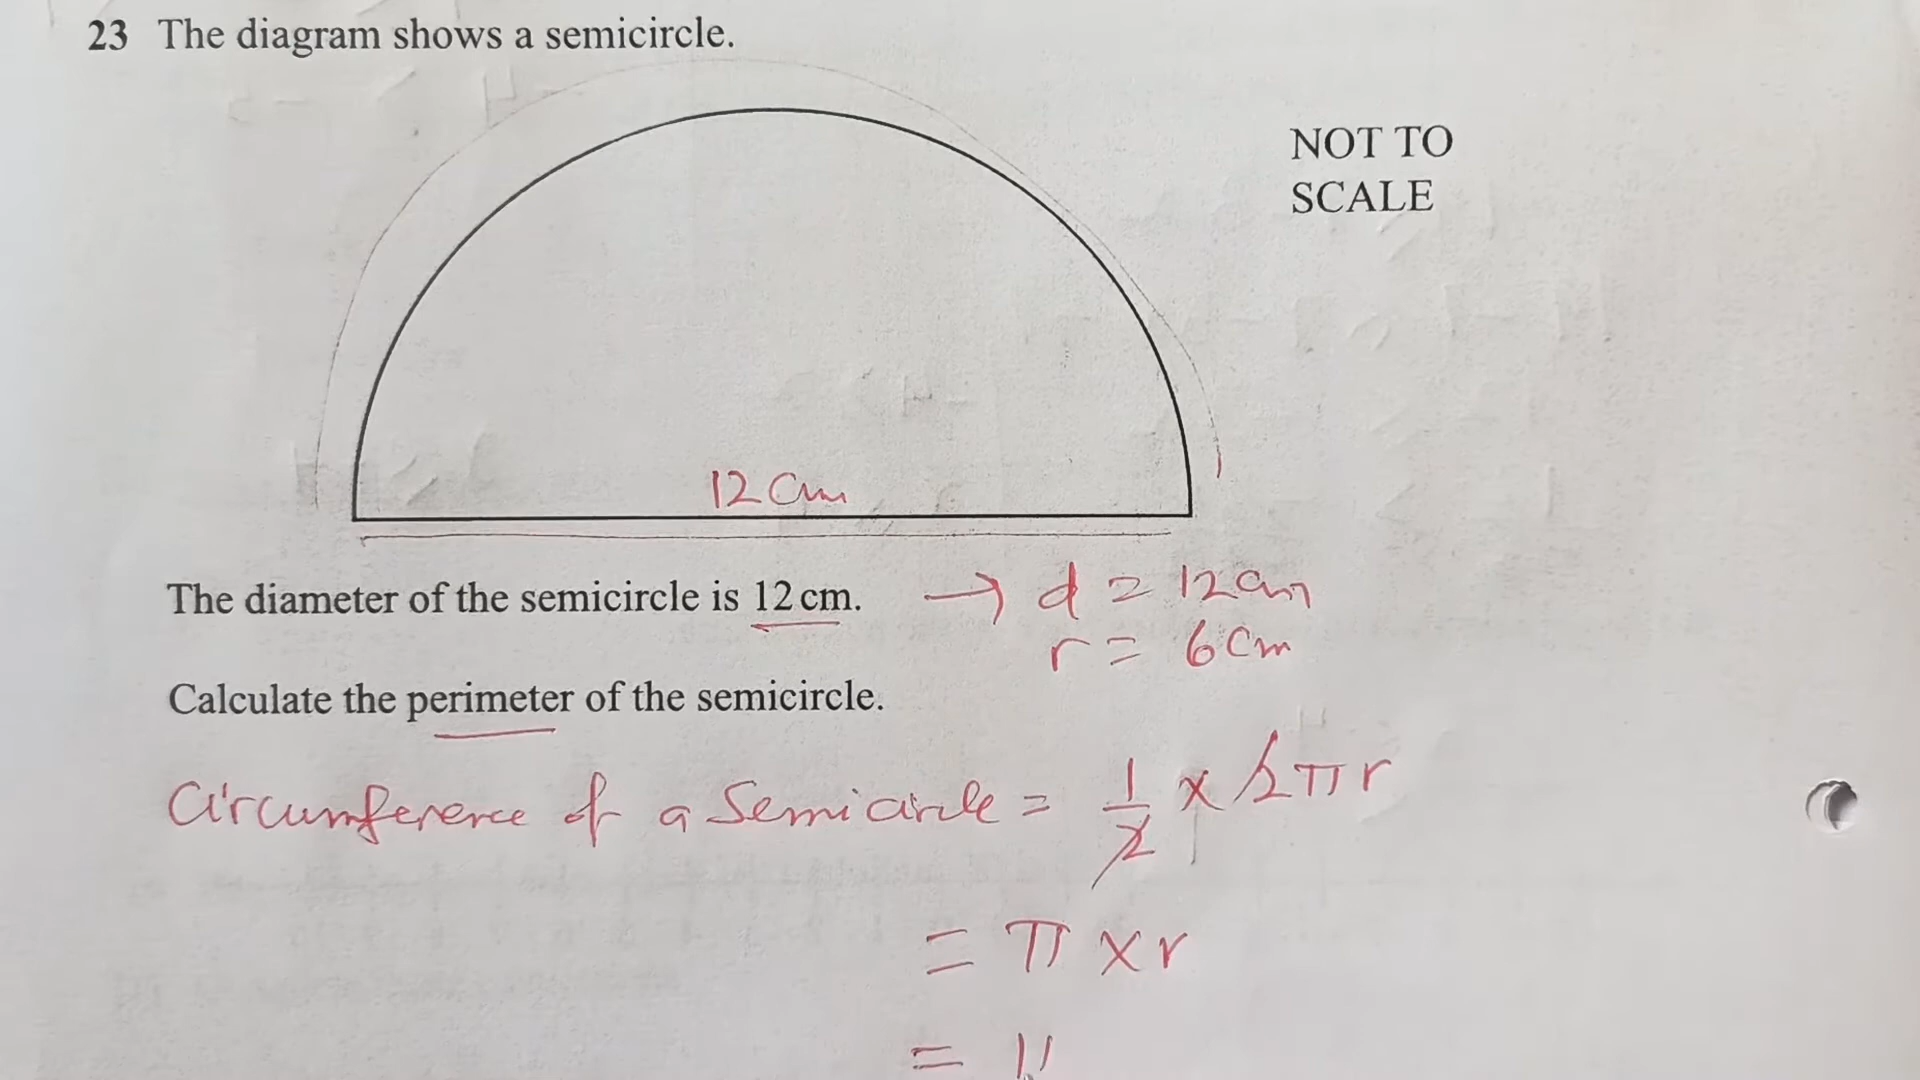 23 The diagram shows a semicircle.
NOT TO
SCALE
12 cm
The diameter of the semicircle is 12 cm. → d = 12 cm
r = 6 cm
Calculate the perimeter of the semicircle.
Circumference of a Semicircle = 1/2 × 2πr
= π × r
=